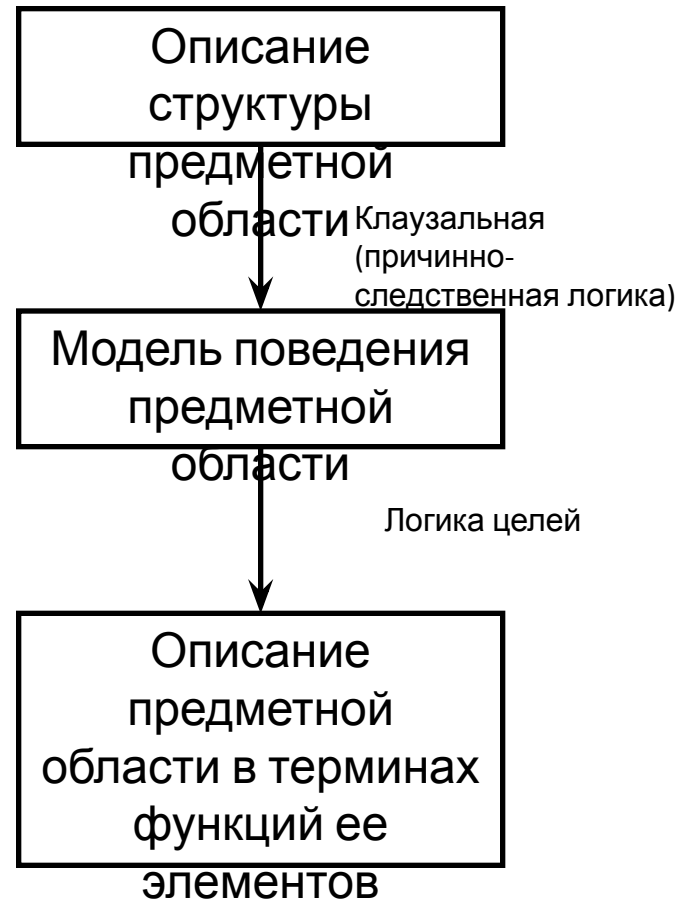 Описание
структуры
предметной
области
Клаузальная
(причинно-
следственная логика)
Модель поведения
предметной
области
Логика целей
Описание
предметной
области в терминах
функций ее
элементов